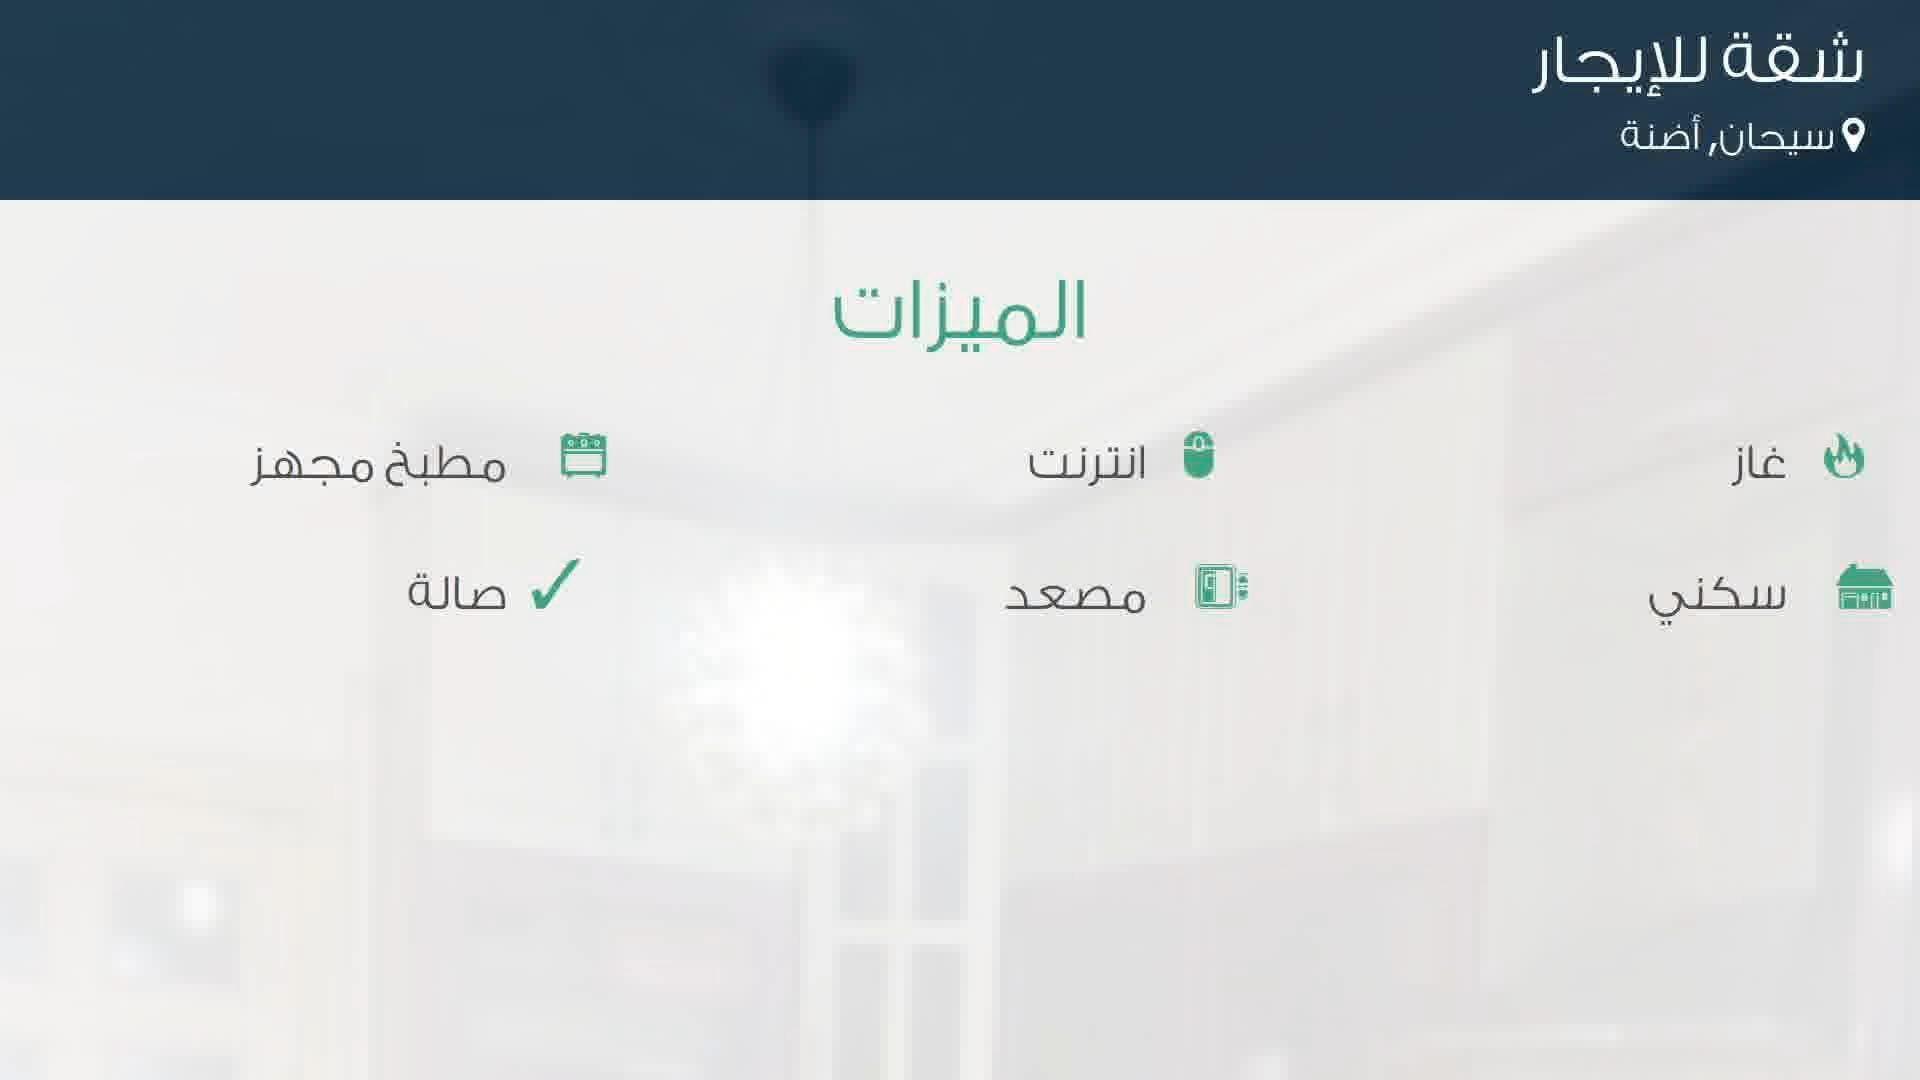 شقة للإيجار
سيحان, أضنة
الميزات
غاز
انترنت
مطبخ مجهز
سكني
مصعد
صالة